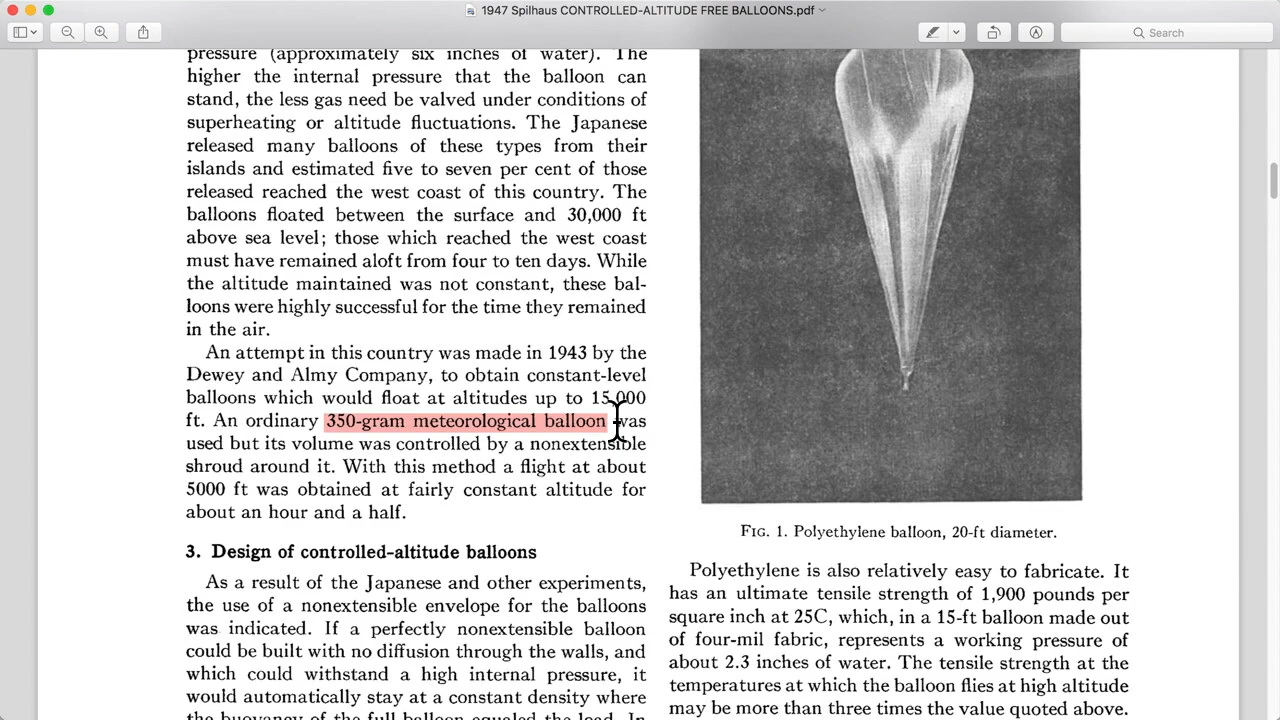 1947 Spilhaus CONTROLLED-ALTITUDE FREE BALLOONS.pdf
Search
pressure (approximately six inches of water). The
higher the internal pressure that the balloon can
stand, the less gas need be valved under conditions of
superheating or altitude fluctuations. The Japanese
released many balloons of these types from their
islands and estimated five to seven per cent of those
released reached the west coast of this country. The
balloons floated between the surface and 30,000 ft
above sea level; those which reached the west coast
must have remained aloft from four to ten days. While
the altitude maintained was not constant, these bal-
loons were highly successful for the time they remained
in the air.
An attempt in this country was made in 1943 by the
Dewey and Almy Company, to obtain constant-level
balloons which would float at altitudes up to 15,000
ft. An ordinary 350-gram meteorological balloon was
used but its volume was controlled by a nonextensible
shroud around it. With this method a flight at about
5000 ft was obtained at fairly constant altitude for
about an hour and a half.
3. Design of controlled-altitude balloons
As a result of the Japanese and other experiments,
the use of a nonextensible envelope for the balloons
was indicated. If a perfectly nonextensible balloon
could be built with no diffusion through the walls, and
which could withstand a high internal pressure, it
would automatically stay at a constant density where
the buoyancy of the full balloon equaled the load. In
FIG. 1. Polyethylene balloon, 20-ft diameter.
Polyethylene is also relatively easy to fabricate. It
has an ultimate tensile strength of 1,900 pounds per
square inch at 25C, which, in a 15-ft balloon made out
of four-mil fabric, represents a working pressure of
about 2.3 inches of water. The tensile strength at the
temperatures at which the balloon flies at high altitude
may be more than three times the value quoted above.